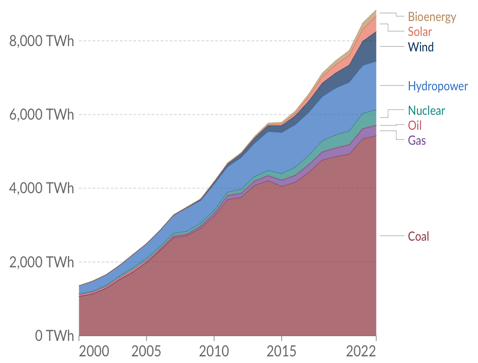 Bioenergy
Solar
8,000 TWh
Wind
Hydropower
6,000 TWh
Nuclear
Oil
Gas
4,000 TWh
Coal
2,000 TWh
0 TWh
2000 2005 2010 2015 2022